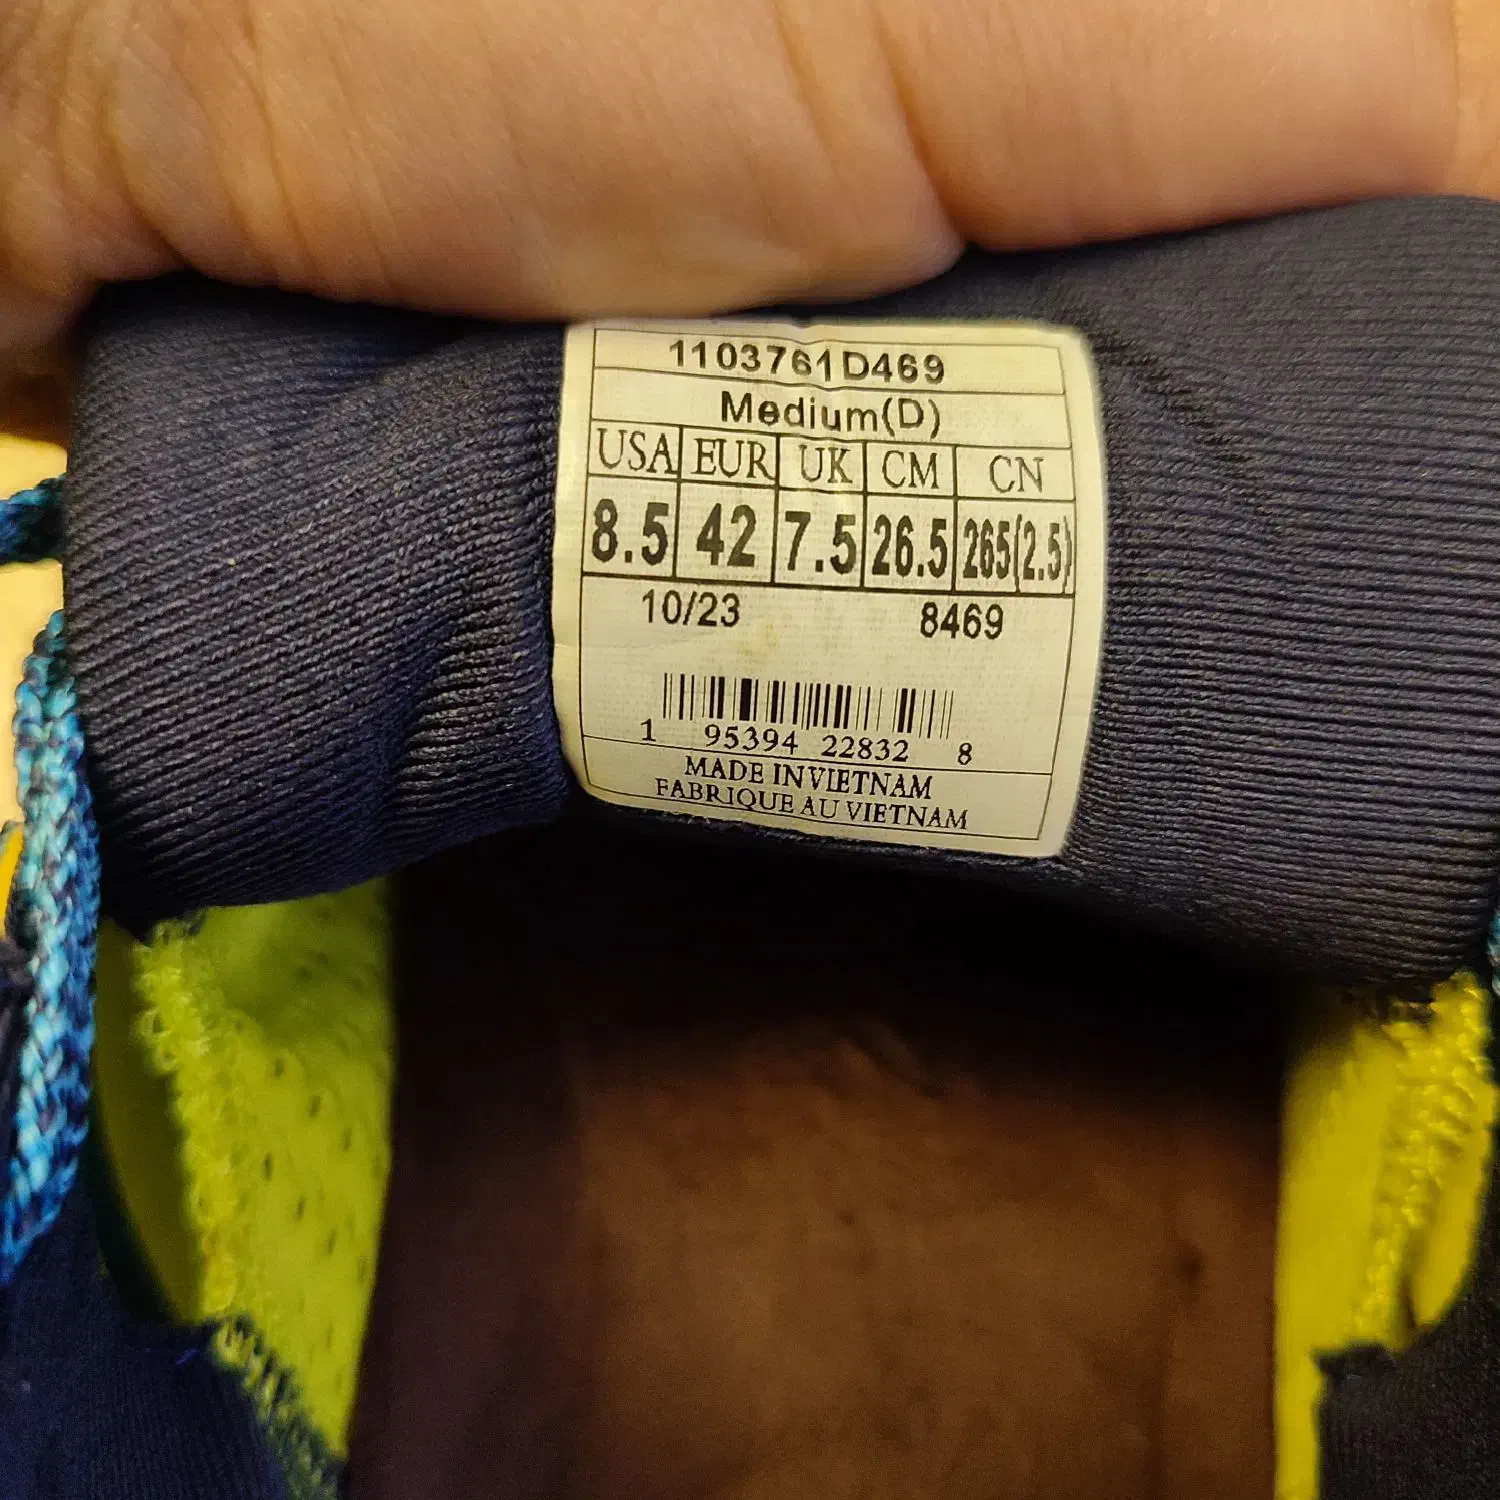 1103761D469
Medium(D)
USA EUR UK CM CN
8.5 42 7.5 26.5 265(2.5)
10/23 8469
1 95394 22832 8
MADE IN VIETNAM
FABRIQUE AU VIETNAM